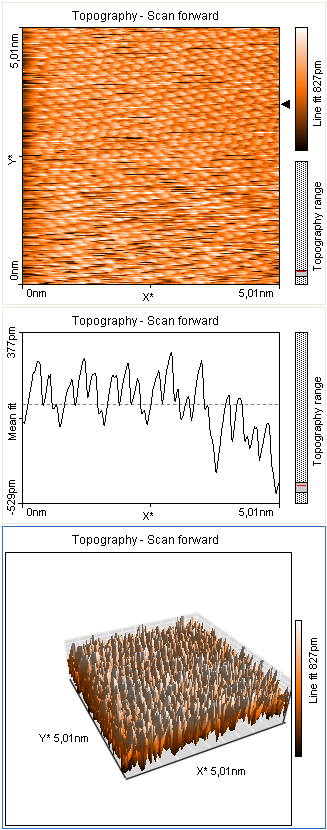 Topography - Scan forward
5,01nm
Y*
0nm
0nm
X*
5,01nm
Line fit 827pm
Topography range
Topography - Scan forward
377pm
Mean fit
-529pm
0nm
X*
5,01nm
Topography range
Topography - Scan forward
Y* 5,01nm
X* 5,01nm
Line fit 827pm